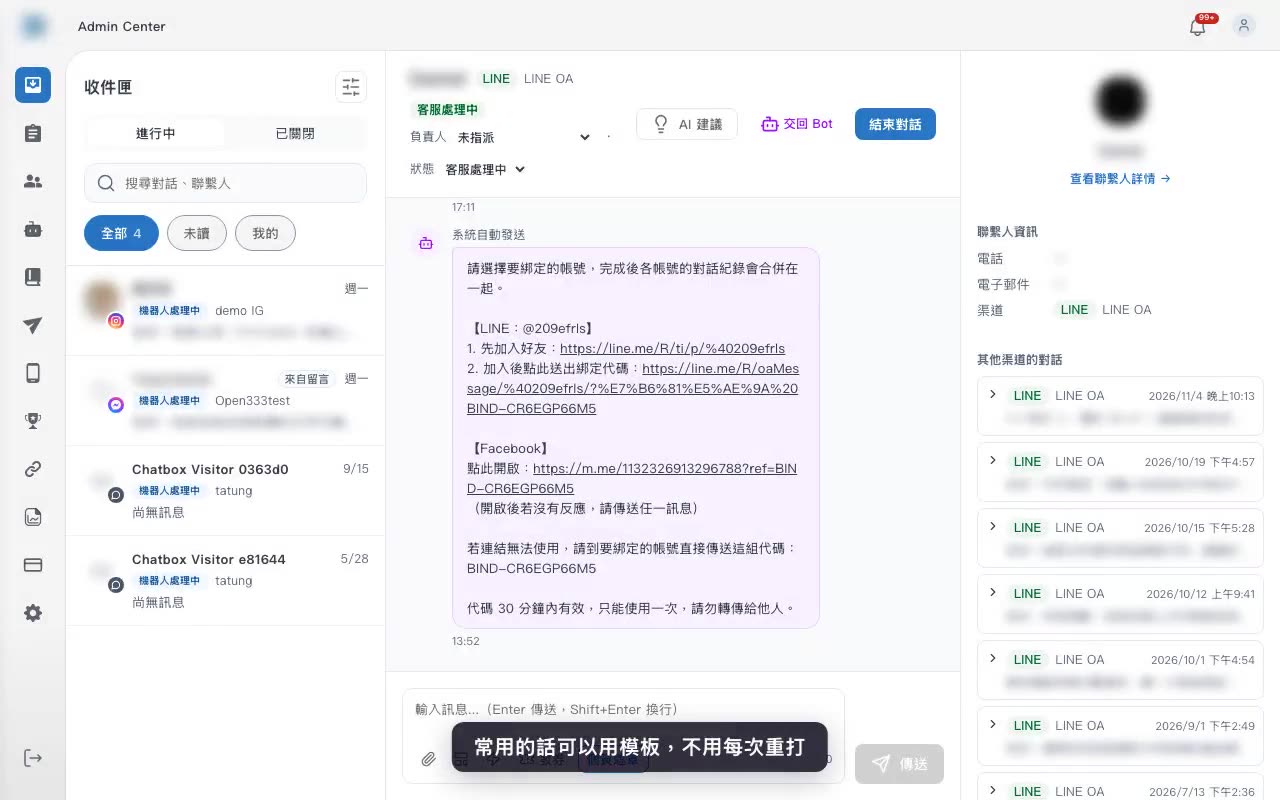 Admin Center
99+
收件匣
進行中
已關閉
搜尋對話、聯繫人
全部 4
未讀
我的
週一
機器人處理中
demo IG
來自留言
週一
機器人處理中
Open333test
Chatbox Visitor 0363d0
9/15
機器人處理中
tatung
尚無訊息
Chatbox Visitor e81644
5/28
機器人處理中
tatung
尚無訊息
LINE
LINE OA
客服處理中
負責人 未指派
狀態 客服處理中
AI 建議
交回 Bot
結束對話
17:11
系統自動發送
請選擇要綁定的帳號，完成後各帳號的對話紀錄會合併在
一起。
【LINE：@209efrls】
1. 先加入好友：https://line.me/R/ti/p/%40209efrls
2. 加入後點此送出綁定代碼：https://line.me/R/oaMes
sage/%40209efrls/?%E7%B6%81%E5%AE%9A%20
BIND-CR6EGP66M5
【Facebook】
點此開啟：https://m.me/1132326913296788?ref=BIN
D-CR6EGP66M5
（開啟後若沒有反應，請傳送任一訊息）
若連結無法使用，請到要綁定的帳號直接傳送這組代碼：
BIND-CR6EGP66M5
代碼 30 分鐘內有效，只能使用一次，請勿轉傳給他人。
13:52
輸入訊息...（Enter 傳送，Shift+Enter 換行）
常用的話可以用模板，不用每次重打
傳送
查看聯繫人詳情 →
聯繫人資訊
電話
電子郵件
渠道
LINE
LINE OA
其他渠道的對話
LINE
LINE OA
2026/11/4 晚上10:13
LINE
LINE OA
2026/10/19 下午4:57
LINE
LINE OA
2026/10/15 下午5:28
LINE
LINE OA
2026/10/12 上午9:41
LINE
LINE OA
2026/10/1 下午4:54
LINE
LINE OA
2026/9/1 下午2:49
LINE
LINE OA
2026/7/13 下午2:36